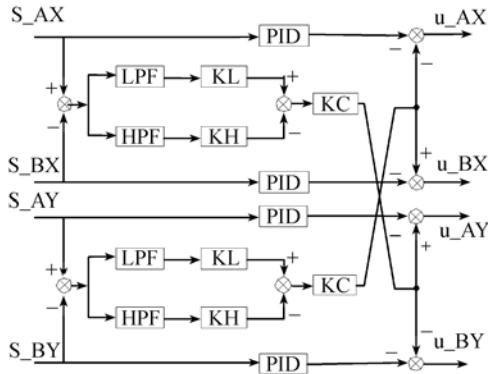 S_AX PID − u_AX
−
LPF KL +
+ KC
− HPF KH −
+
S_BX PID − u_BX
S_AY PID − u_AY
+
LPF KL +
+ KC
− HPF KH −
−
S_BY PID − u_BY